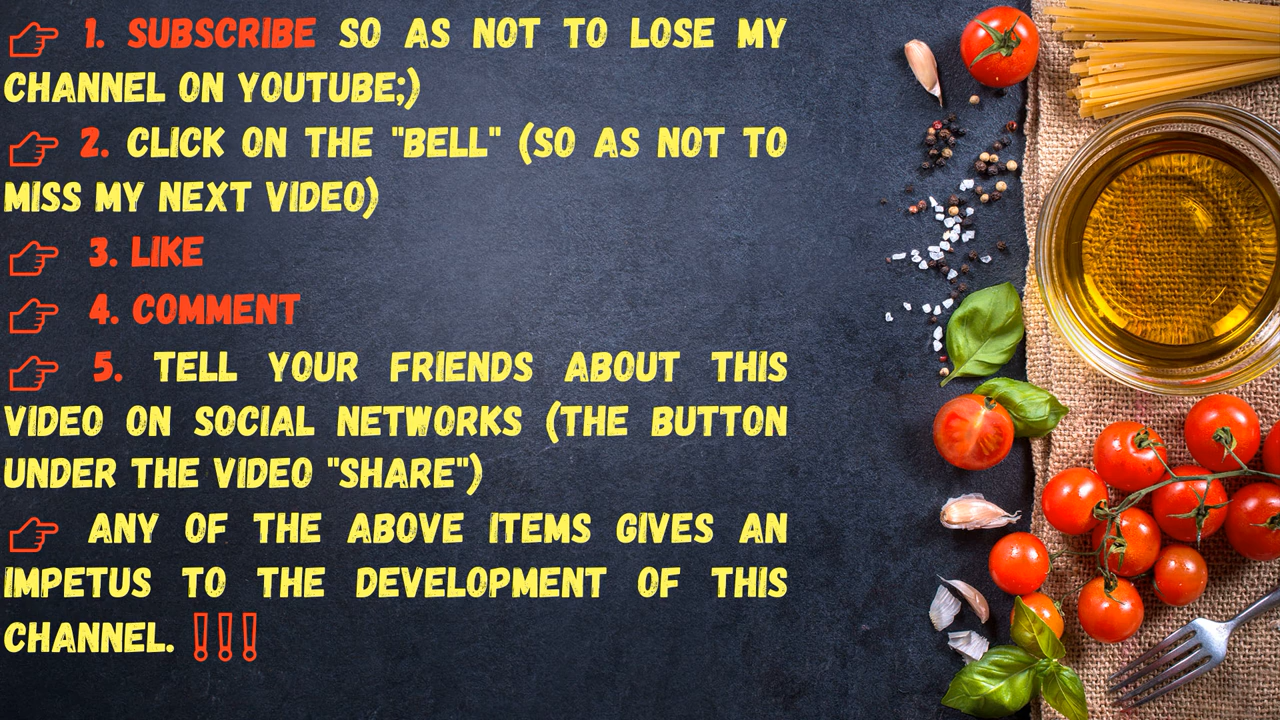 👉 1. SUBSCRIBE SO AS NOT TO LOSE MY
CHANNEL ON YOUTUBE;)
👉 2. CLICK ON THE "BELL" (SO AS NOT TO
MISS MY NEXT VIDEO)
👉 3. LIKE
👉 4. COMMENT
👉 5. TELL YOUR FRIENDS ABOUT THIS
VIDEO ON SOCIAL NETWORKS (THE BUTTON
UNDER THE VIDEO "SHARE")
👉 ANY OF THE ABOVE ITEMS GIVES AN
IMPETUS TO THE DEVELOPMENT OF THIS
CHANNEL. !!!